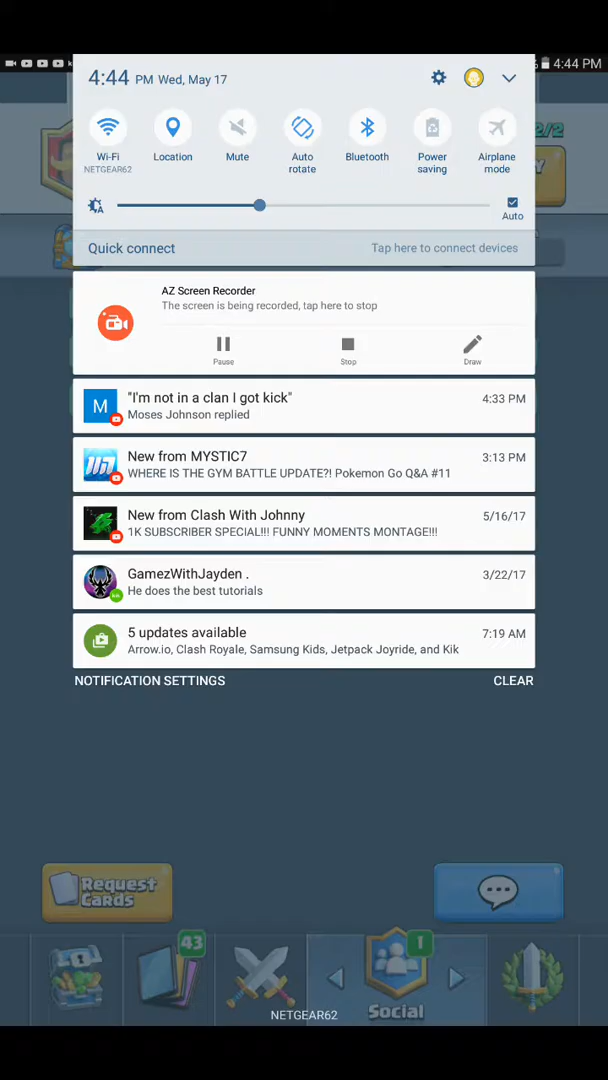 4:44 PM
4:44 PM Wed, May 17
2/2
Wi-Fi
NETGEAR62
Location
Mute
Auto
rotate
Bluetooth
Power
saving
Airplane
mode
A
Auto
Quick connect
Tap here to connect devices
AZ Screen Recorder
The screen is being recorded, tap here to stop
Pause
Stop
Draw
M
"I'm not in a clan I got kick"
4:33 PM
Moses Johnson replied
New from MYSTIC7
3:13 PM
WHERE IS THE GYM BATTLE UPDATE?! Pokemon Go Q&A #11
New from Clash With Johnny
5/16/17
1K SUBSCRIBER SPECIAL!!! FUNNY MOMENTS MONTAGE!!!
GamezWithJayden .
3/22/17
He does the best tutorials
5 updates available
7:19 AM
Arrow.io, Clash Royale, Samsung Kids, Jetpack Joyride, and Kik
NOTIFICATION SETTINGS
CLEAR
Request
Cards
1
43
1
Social
NETGEAR62